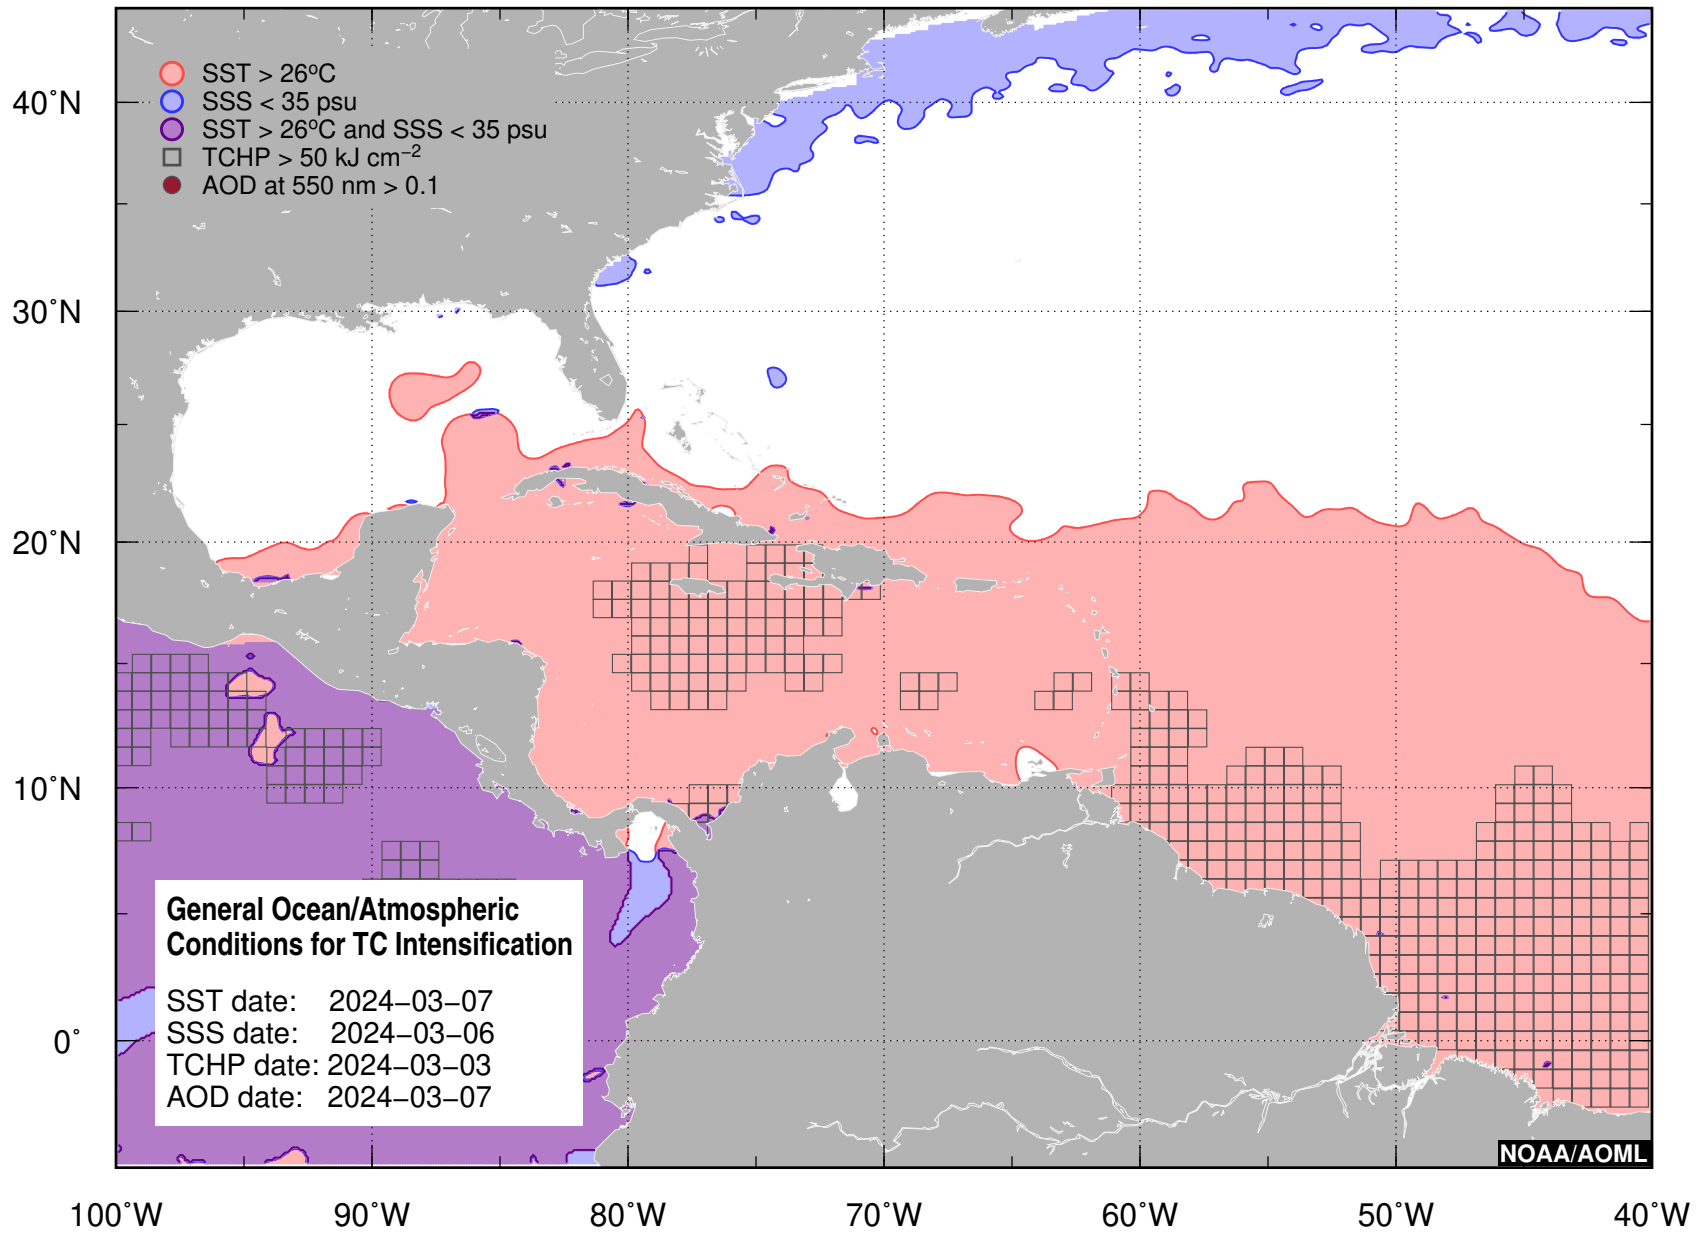 SST > 26°C
SSS < 35 psu
SST > 26°C and SSS < 35 psu
TCHP > 50 kJ cm⁻²
AOD at 550 nm > 0.1
40°N
30°N
20°N
10°N
0°
General Ocean/Atmospheric
Conditions for TC Intensification
SST date: 2024−03−07
SSS date: 2024−03−06
TCHP date: 2024−03−03
AOD date: 2024−03−07
NOAA/AOML
100°W 90°W 80°W 70°W 60°W 50°W 40°W